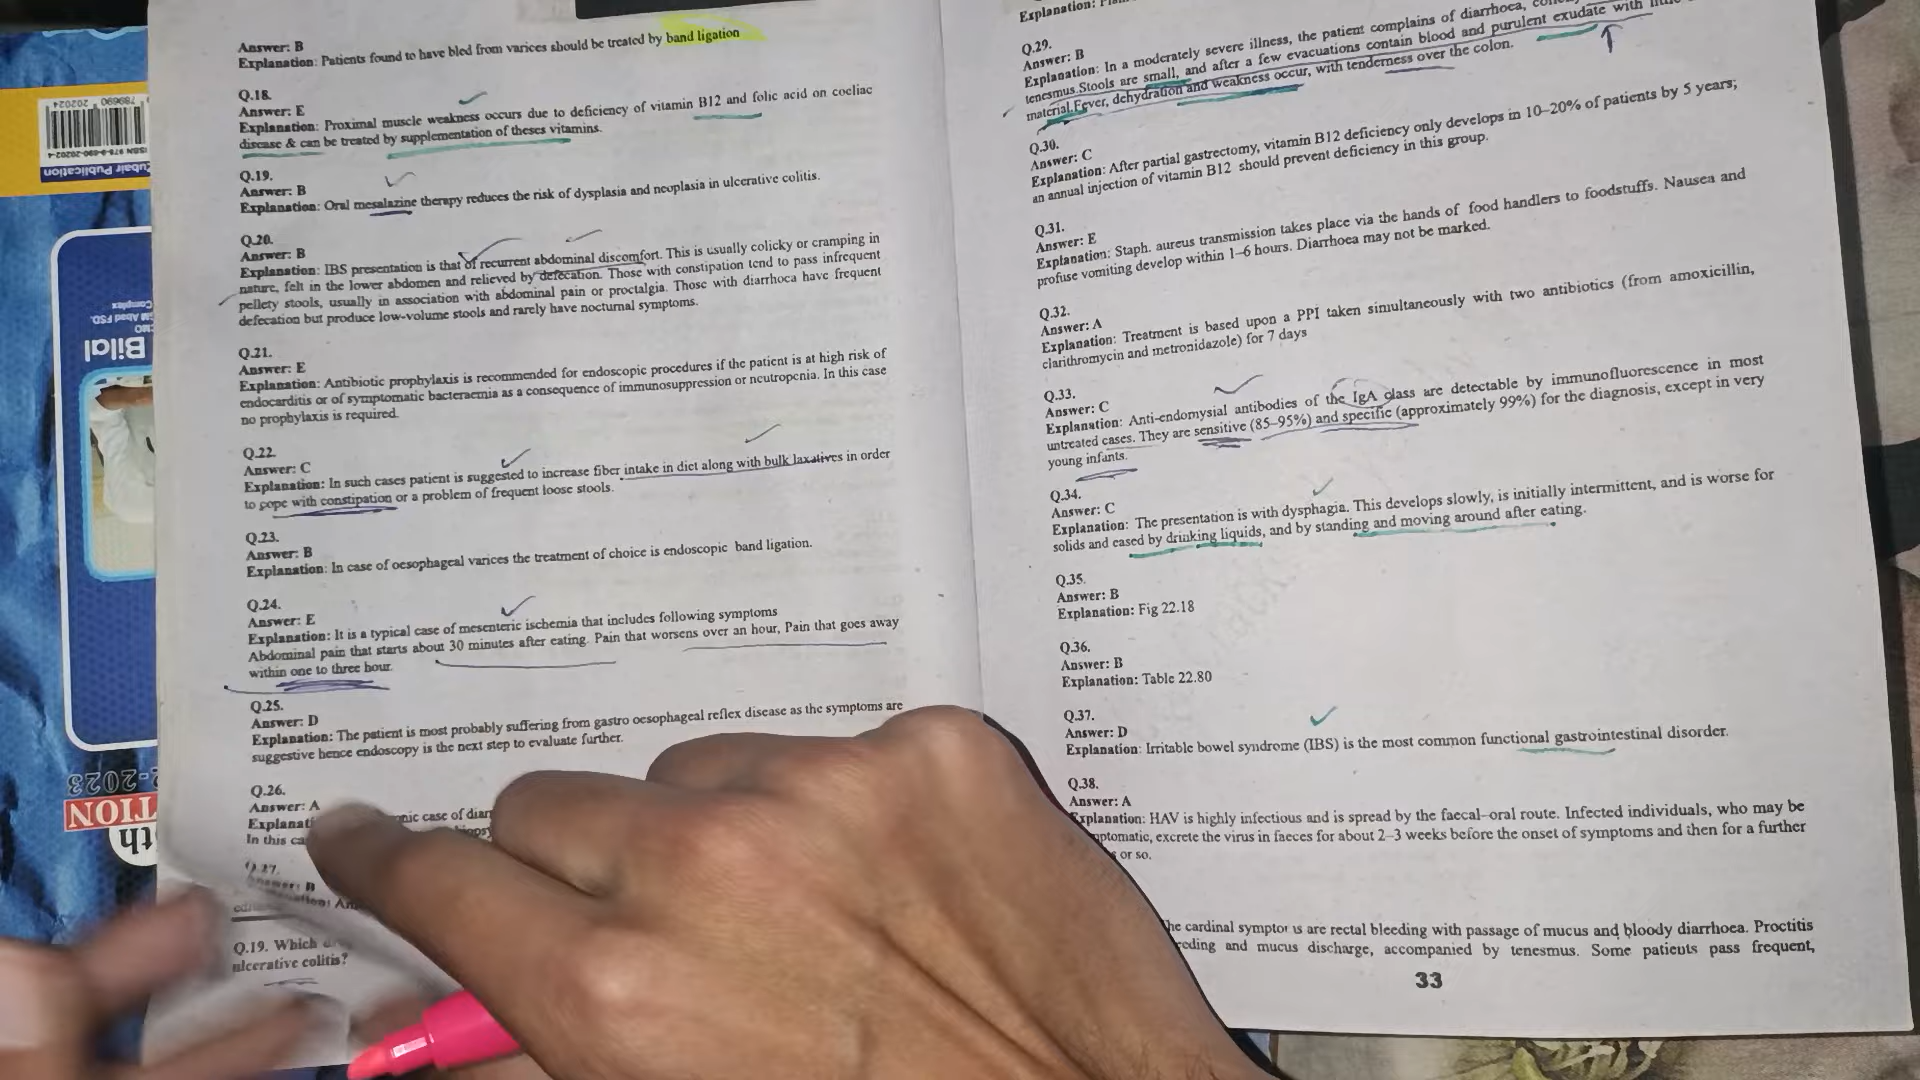 Answer: B
Explanation: Patients found to have bled from varices should be treated by band ligation
Q.18.
Answer: E
Explanation: Proximal muscle weakness occurs due to deficiency of vitamin B12 and folic acid on coeliac
disease & can be treated by supplementation of theses vitamins.
Q.19.
Answer: B
Explanation: Oral mesalazine therapy reduces the risk of dysplasia and neoplasia in ulcerative colitis.
Q.20.
Answer: B
Explanation: IBS presentation is that of recurrent abdominal discomfort. This is usually colicky or cramping in
nature, felt in the lower abdomen and relieved by defecation. Those with constipation tend to pass infrequent
pellety stools, usually in association with abdominal pain or proctalgia. Those with diarrhoca have frequent
defecation but produce low-volume stools and rarely have nocturnal symptoms.
Q.21.
Answer: E
Explanation: Antibiotic prophylaxis is recommended for endoscopic procedures if the patient is at high risk of
endocarditis or of symptomatic bacteraemia as a consequence of immunosuppression or neutropenia. In this case
no prophylaxis is required.
Q.22.
Answer: C
Explanation: In such cases patient is suggested to increase fiber intake in diet along with bulk laxatives in order
to cope with constipation or a problem of frequent loose stools.
Q.23.
Answer: B
Explanation: In case of oesophageal varices the treatment of choice is endoscopic band ligation.
Q.24.
Answer: E
Explanation: It is a typical case of mesenteric ischemia that includes following symptoms
Abdominal pain that starts about 30 minutes after eating. Pain that worsens over an hour, Pain that goes away
within one to three hour.
Q.25.
Answer: D
Explanation: The patient is most probably suffering from gastro oesophageal reflex disease as the symptoms are
suggestive hence endoscopy is the next step to evaluate further.
Q.26.
Answer: A
In this
Q.27.
Answer: B
Q.19. Which
ulcerative colitis?
Explanation:
Q.29.
Answer: B
Explanation: In a moderately severe illness, the patient complains of diarrhoea,
tenesmus.Stools are small, and after a few evacuations contain blood and purulent exudate with
material.Fever, dehydration and weakness occur, with tenderness over the colon.
Q.30.
Answer: C
Explanation: After partial gastrectomy, vitamin B12 deficiency only develops in 10–20% of patients by 5 years;
an annual injection of vitamin B12 should prevent deficiency in this group.
Q.31.
Answer: E
Explanation: Staph. aureus transmission takes place via the hands of food handlers to foodstuffs. Nausea and
profuse vomiting develop within 1–6 hours. Diarrhoea may not be marked.
Q.32.
Answer: A
Explanation: Treatment is based upon a PPI taken simultaneously with two antibiotics (from amoxicillin,
clarithromycin and metronidazole) for 7 days
Q.33.
Answer: C
Explanation: Anti-endomysial antibodies of the IgA class are detectable by immunofluorescence in most
untreated cases. They are sensitive (85–95%) and specific (approximately 99%) for the diagnosis, except in very
young infants.
Q.34.
Answer: C
Explanation: The presentation is with dysphagia. This develops slowly, is initially intermittent, and is worse for
solids and eased by drinking liquids, and by standing and moving around after eating.
Q.35.
Answer: B
Explanation: Fig 22.18
Q.36.
Answer: B
Explanation: Table 22.80
Q.37.
Answer: D
Explanation: Irritable bowel syndrome (IBS) is the most common functional gastrointestinal disorder.
Q.38.
Answer: A
Explanation: HAV is highly infectious and is spread by the faecal–oral route. Infected individuals, who may be
excrete the virus in faeces for about 2–3 weeks before the onset of symptoms and then for a further
or so.
cardinal symptoms are rectal bleeding with passage of mucus and bloody diarrhoea. Proctitis
and mucus discharge, accompanied by tenesmus. Some patients pass frequent,
33
Bilal